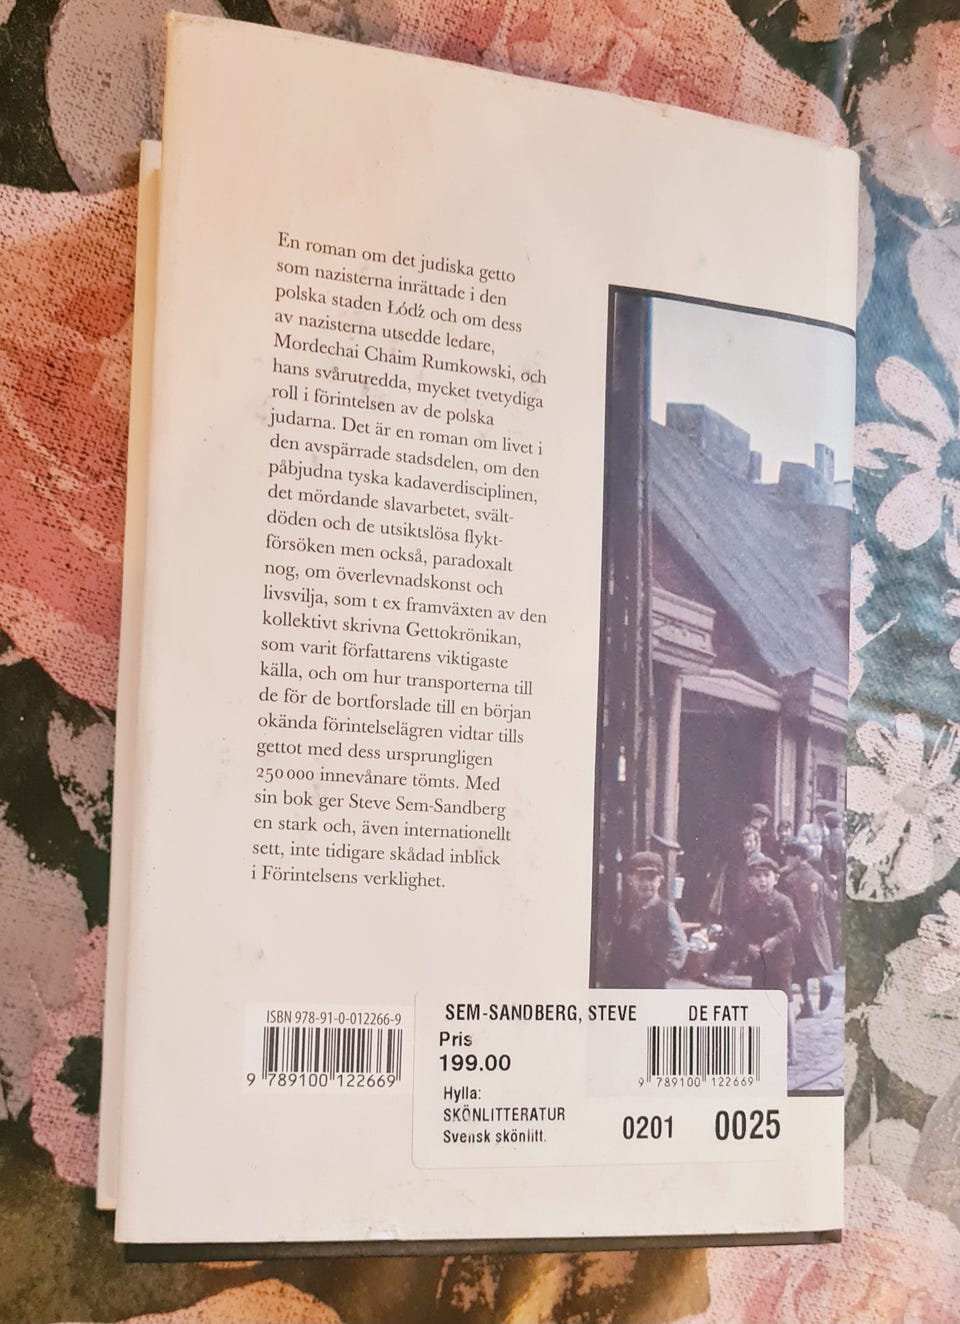 En roman om det judiska getto
som nazisterna inrättade i den
polska staden Łódź och om dess
av nazisterna utsedde ledare,
Mordechai Chaim Rumkowski, och
hans svårutredda, mycket tvetydiga
roll i förintelsen av de polska
judarna. Det är en roman om livet i
den avspärrade stadsdelen, om den
påbjudna tyska kadaverdisciplinen,
det mördande slavarbetet, svält-
döden och de utsiktslösa flykt-
försöken men också, paradoxalt
nog, om överlevnadskonst och
livsvilja, som t ex framväxten av den
kollektivt skrivna Gettokrönikan,
som varit författarens viktigaste
källa, och om hur transporterna till
de för de bortforslade till en början
okända förintelselägren vidtar tills
gettot med dess ursprungligen
250 000 innevånare tömts. Med
sin bok ger Steve Sem-Sandberg
en stark och, även internationellt
sett, inte tidigare skådad inblick
i Förintelsens verklighet.
ISBN 978-91-0-012266-9
9 789100 122669
SEM-SANDBERG, STEVE DE FATT
Pris
199.00
9 789100 122669
Hylla:
SKÖNLITTERATUR
Svensk skönlitt.
0201 0025